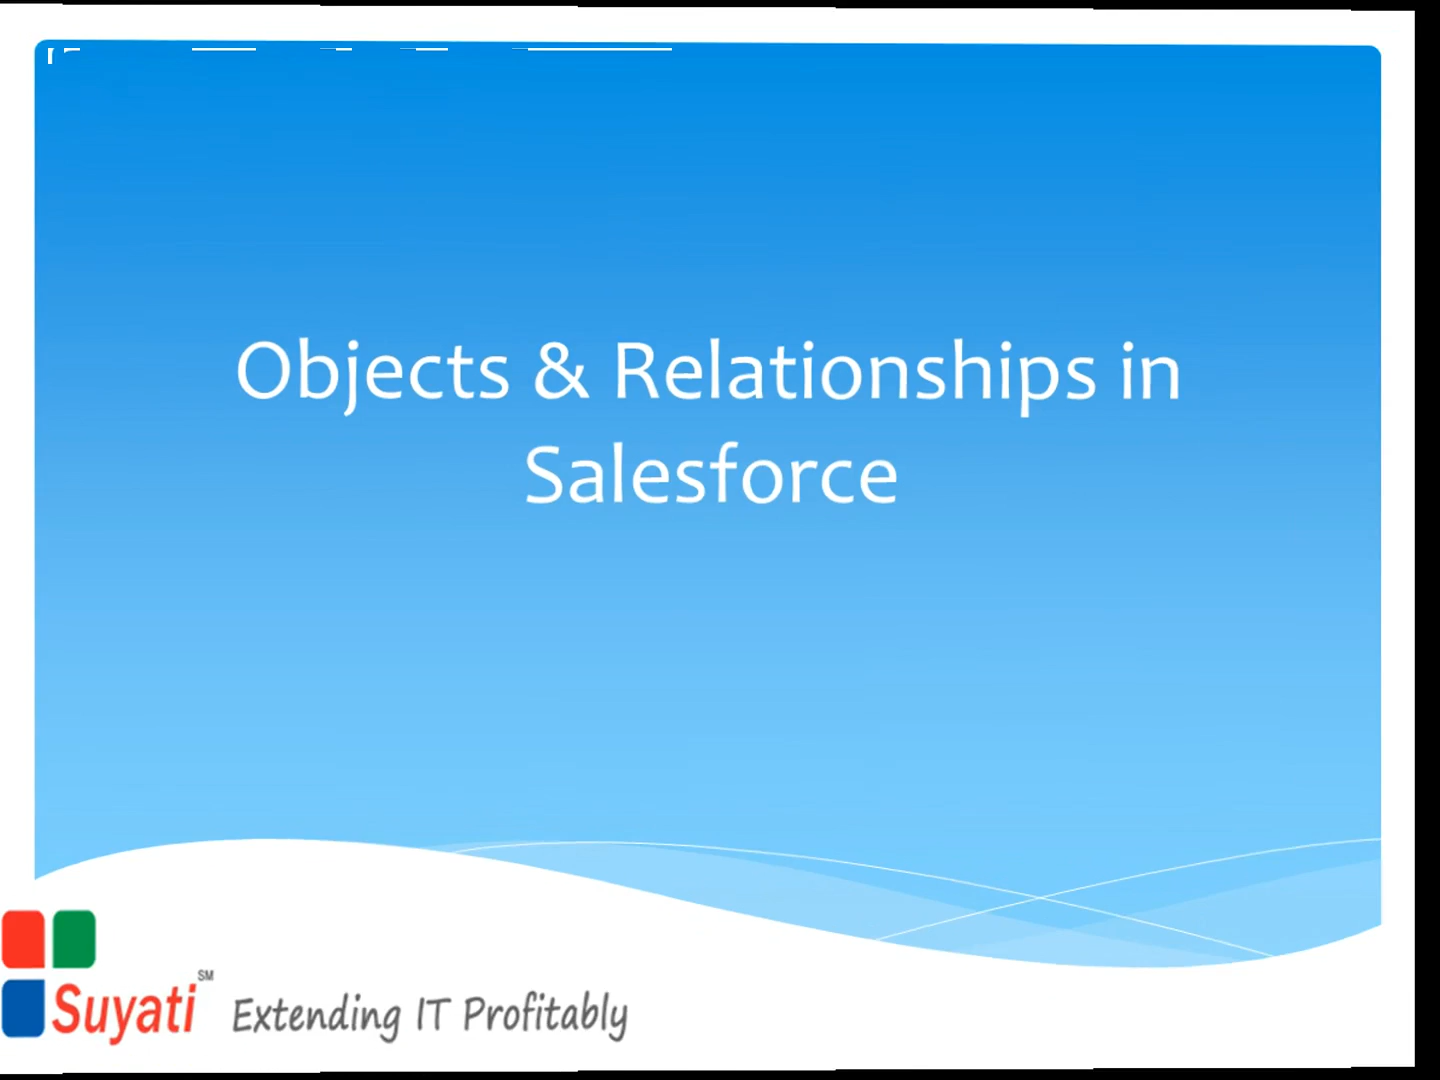 Objects & Relationships in
Salesforce
Suyati SM
Extending IT Profitably